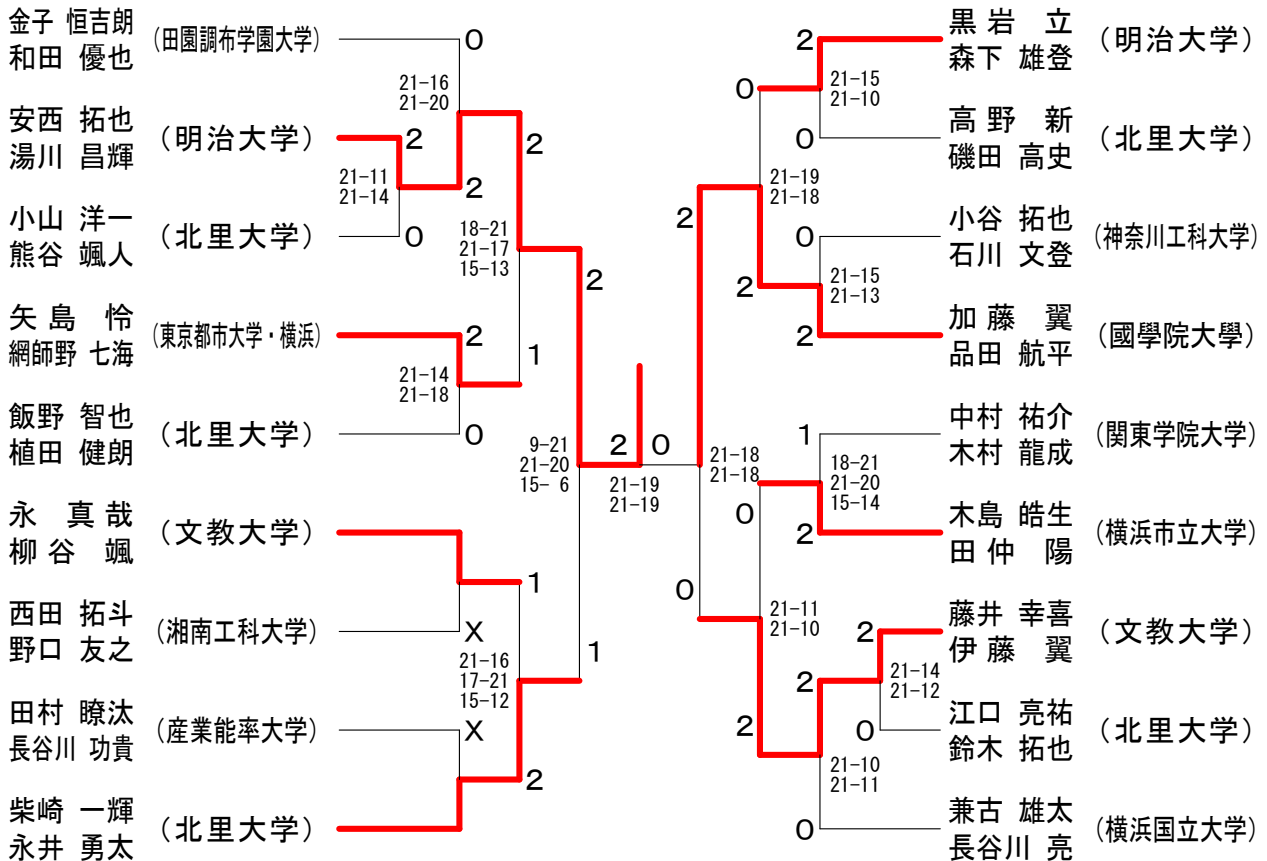 金子 恒吉朗
和田 優也
(田園調布学園大学)
0
21-16
21-20
安西 拓也
湯川 昌輝
(明治大学)
2
2
21-11
21-14
2
小山 洋一
熊谷 颯人
(北里大学)
0
18-21
21-17
15-13
2
矢島 怜
網師野 七海
(東京都市大学・横浜)
2
1
21-14
21-18
飯野 智也
植田 健朗
(北里大学)
0
9-21
21-20
15- 6
2
0
21-19
21-19
永 真哉
柳谷 颯
(文教大学)
1
西田 拓斗
野口 友之
(湘南工科大学)
X
21-16
17-21
15-12
1
田村 瞭汰
長谷川 功貴
(産業能率大学)
X
2
柴崎 一輝
永井 勇太
(北里大学)
2
黒岩 立
森下 雄登
(明治大学)
0
21-15
21-10
0
高野 新
磯田 高史
(北里大学)
21-19
21-18
2
0
小谷 拓也
石川 文登
(神奈川工科大学)
2
21-15
21-13
2
加藤 翼
品田 航平
(國學院大學)
1
中村 祐介
木村 龍成
(関東学院大学)
21-18
21-18
18-21
21-20
15-14
0
2
木島 皓生
田仲 陽
(横浜市立大学)
0
21-11
21-10
2
藤井 幸喜
伊藤 翼
(文教大学)
2
21-14
21-12
2
0
江口 亮祐
鈴木 拓也
(北里大学)
21-10
21-11
0
兼古 雄太
長谷川 亮
(横浜国立大学)